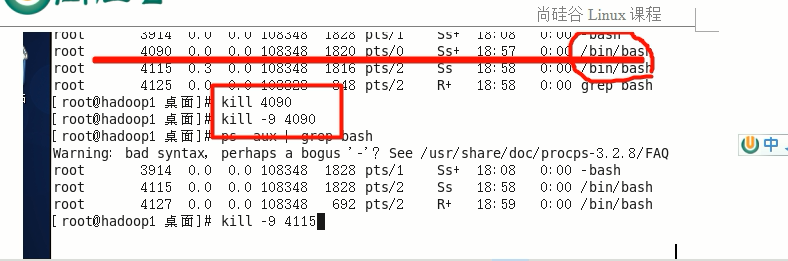 尚硅谷 Linux 课程
root 3914 0.0 0.0 108348 1828 pts/1 Ss+ 18:08 0:00 -bash
root 4090 0.0 0.0 108348 1820 pts/0 Ss+ 18:57 0:00 /bin/bash
root 4115 0.3 0.0 108348 1816 pts/2 Ss 18:58 0:00 /bin/bash
root 4125 0.0 0.0 848 pts/2 R+ 18:58 0:00 grep bash
[root@hadoop1 桌面]# kill 4090
[root@hadoop1 桌面]# kill -9 4090
[root@hadoop1 桌面]# ps -aux | grep bash
Warning: bad syntax, perhaps a bogus '-'? See /usr/share/doc/procps-3.2.8/FAQ
root 3914 0.0 0.0 108348 1828 pts/1 Ss+ 18:08 0:00 -bash
root 4115 0.0 0.0 108348 1828 pts/2 Ss 18:58 0:00 /bin/bash
root 4127 0.0 0.0 108348 692 pts/2 R+ 18:59 0:00 /bin/bash
[root@hadoop1 桌面]# kill -9 4115
中